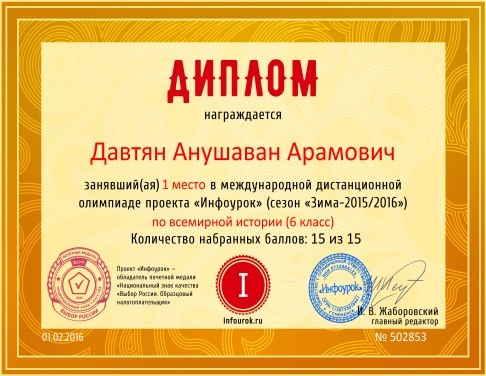 ДИПЛОМ
награждается
Давтян Анушаван Арамович
занявший(ая) 1 место в международной дистанционной
олимпиаде проекта «Инфоурок» (сезон «Зима-2015/2016»)
по всемирной истории (6 класс)
Количество набранных баллов: 15 из 15
Проект «Инфоурок» —
обладатель почетной медали
«Национальный знак качества
«Выбор России. Образцовый
налогоплательщик»
ВЫБОР РОССИИ
I
infourok.ru
«Инфоурок»
И. В. Жаборовский
главный редактор
01.02.2016
№ 502853